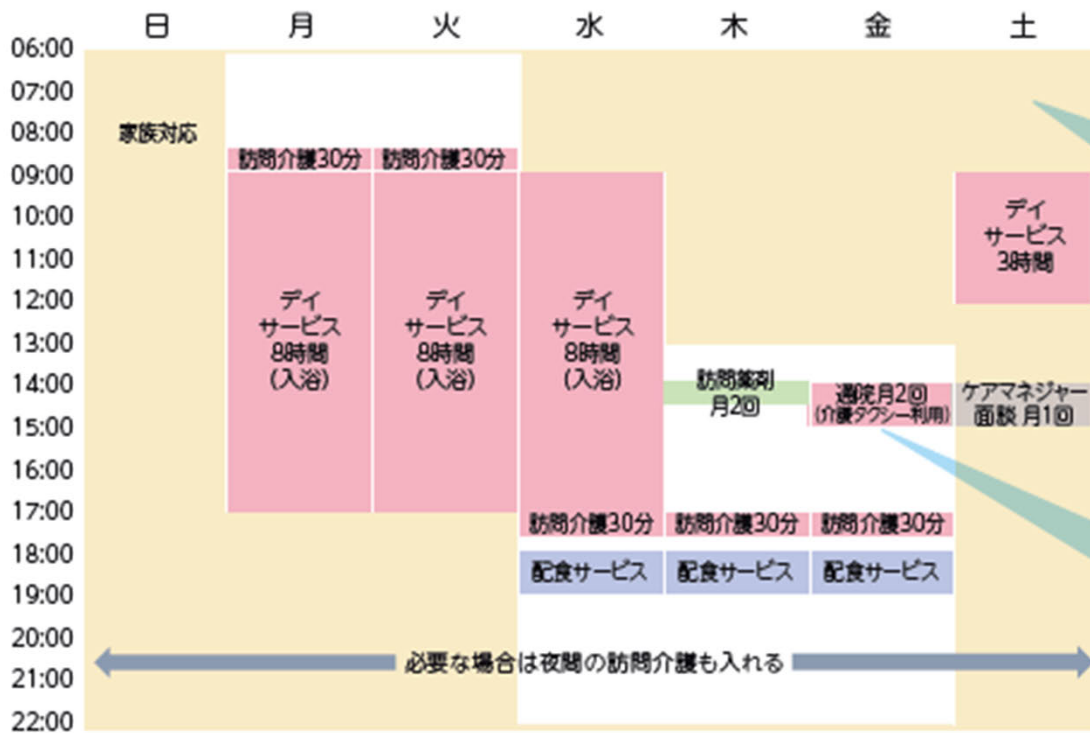 日 月 火 水 木 金 土
06:00
07:00
08:00
家族対応
訪問介護30分 訪問介護30分
09:00
10:00
11:00
12:00
13:00
14:00
15:00
16:00
17:00
18:00
19:00
20:00
21:00
22:00
デイ
サービス
8時間
(入浴)
デイ
サービス
8時間
(入浴)
デイ
サービス
8時間
(入浴)
デイ
サービス
3時間
訪問薬剤
月2回
通院月2回
(介護タクシー利用)
ケアマネジャー
面談 月1回
訪問介護30分 訪問介護30分 訪問介護30分
配食サービス 配食サービス 配食サービス
必要な場合は夜間の訪問介護も入れる